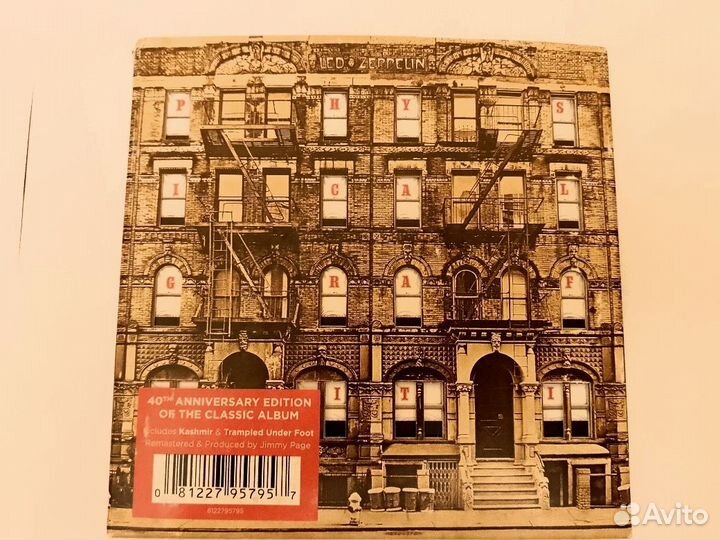 LED ZEPPELIN
P H Y S
I C A L
G R A F
I T I
40TH ANNIVERSARY EDITION
OF THE CLASSIC ALBUM
Includes Kashmir & Trampled Under Foot
Remastered & Produced by Jimmy Page
0 81227 95795 7
8122795795
Avito